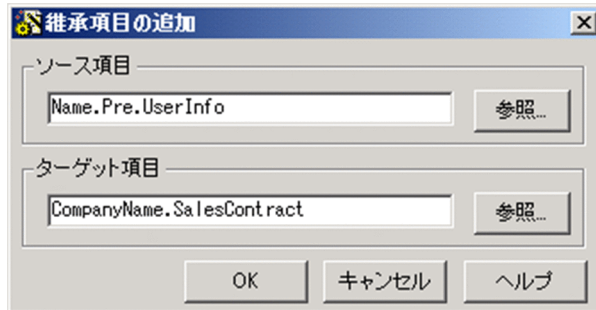 継承項目の追加
ソース項目
Name.Pre.UserInfo
参照...
ターゲット項目
CompanyName.SalesContract
参照...
OK キャンセル ヘルプ